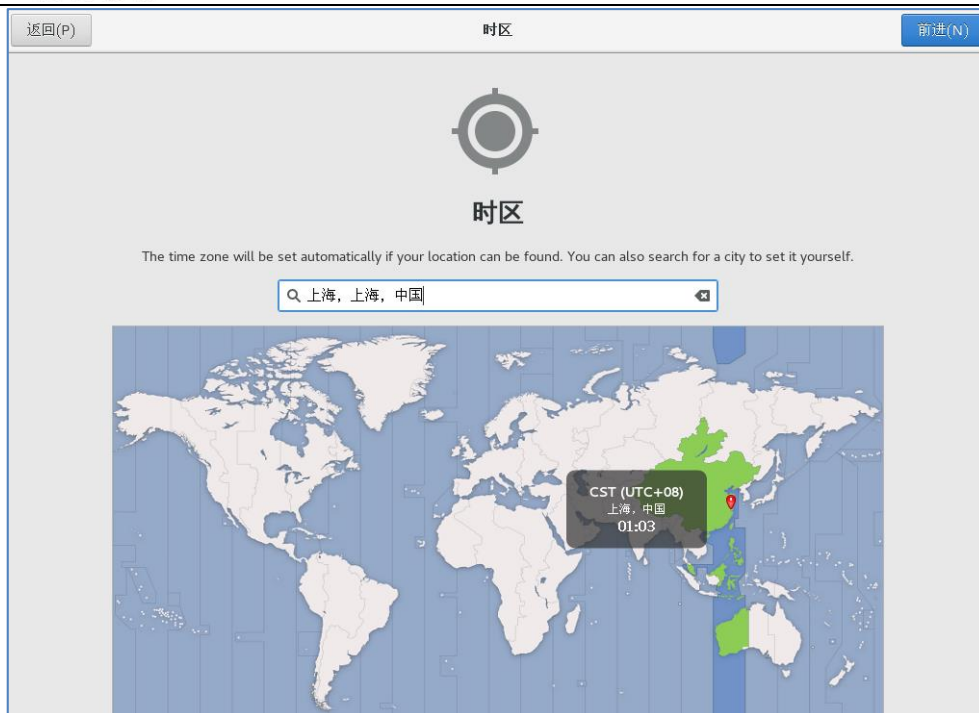 返回(P)
时区
前进(N)
时区
The time zone will be set automatically if your location can be found. You can also search for a city to set it yourself.
上海，上海，中国
CST (UTC+08)
上海，中国
01:03